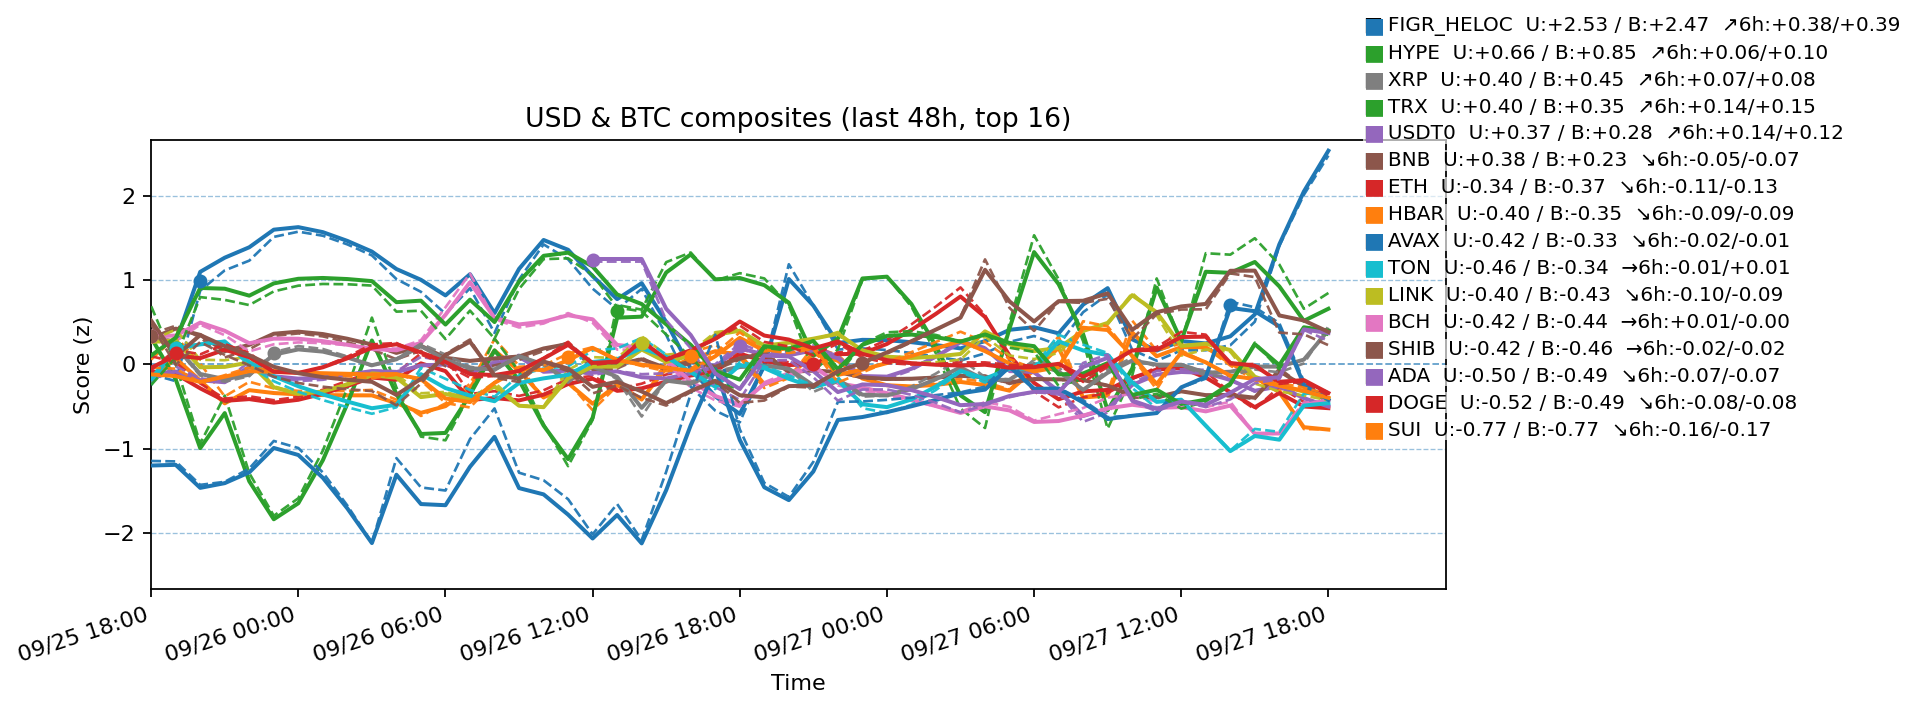 FIGR_HELOC U:+2.53 / B:+2.47 ↗6h:+0.38/+0.39
HYPE U:+0.66 / B:+0.85 ↗6h:+0.06/+0.10
XRP U:+0.40 / B:+0.45 ↗6h:+0.07/+0.08
TRX U:+0.40 / B:+0.35 ↗6h:+0.14/+0.15
USDT0 U:+0.37 / B:+0.28 ↗6h:+0.14/+0.12
BNB U:+0.38 / B:+0.23 ↘6h:-0.05/-0.07
ETH U:-0.34 / B:-0.37 ↘6h:-0.11/-0.13
HBAR U:-0.40 / B:-0.35 ↘6h:-0.09/-0.09
AVAX U:-0.42 / B:-0.33 ↘6h:-0.02/-0.01
TON U:-0.46 / B:-0.34 →6h:-0.01/+0.01
LINK U:-0.40 / B:-0.43 ↘6h:-0.10/-0.09
BCH U:-0.42 / B:-0.44 →6h:+0.01/-0.00
SHIB U:-0.42 / B:-0.46 →6h:-0.02/-0.02
ADA U:-0.50 / B:-0.49 ↘6h:-0.07/-0.07
DOGE U:-0.52 / B:-0.49 ↘6h:-0.08/-0.08
SUI U:-0.77 / B:-0.77 ↘6h:-0.16/-0.17
USD & BTC composites (last 48h, top 16)
Score (z)
2
1
0
−1
−2
09/25 18:00
09/26 00:00
09/26 06:00
09/26 12:00
09/26 18:00
09/27 00:00
09/27 06:00
09/27 12:00
09/27 18:00
Time